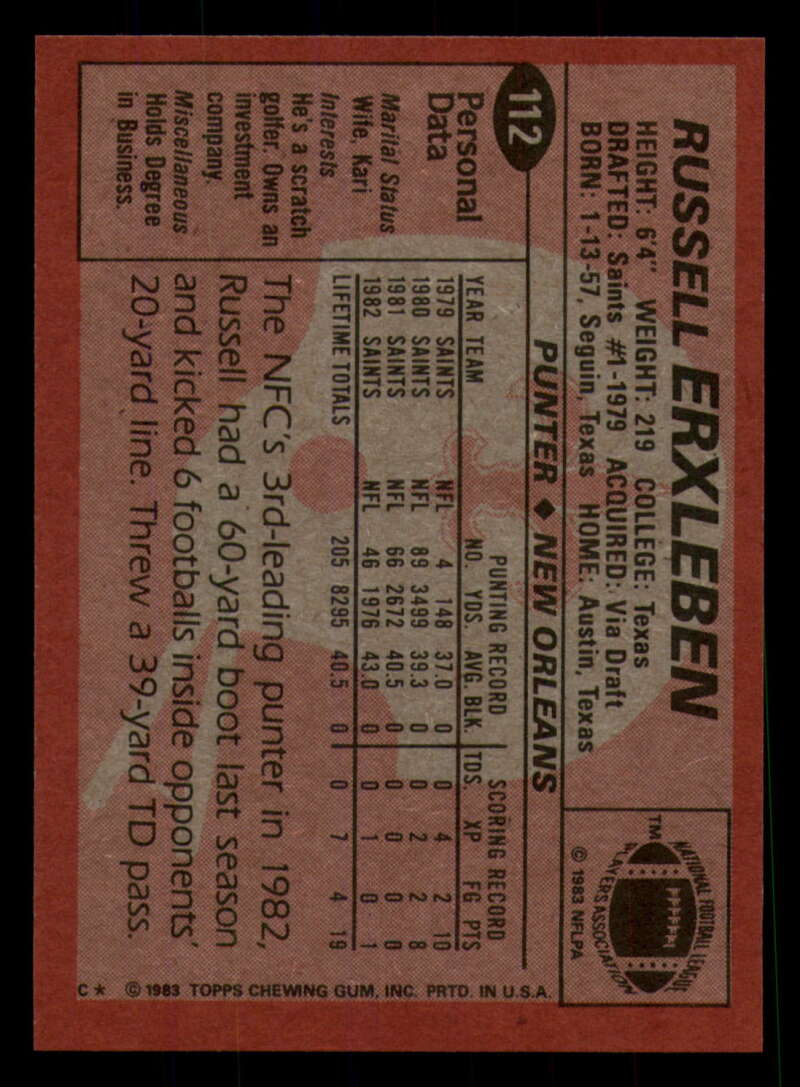 RUSSELL ERXLEBEN
HEIGHT: 6'4" WEIGHT: 219 COLLEGE: Texas
DRAFTED: Saints #1-1979 ACQUIRED: Via Draft
BORN: 1-13-57, Seguin, Texas HOME: Austin, Texas
TM
NATIONAL FOOTBALL LEAGUE
PLAYERS ASSOCIATION
© 1983 NFLPA
112
PUNTER ♦ NEW ORLEANS
Personal
Data
Marital Status
Wife, Kari
Interests
He's a scratch
golfer. Owns an
investment
company.
Miscellaneous
Holds Degree
in Business.
PUNTING RECORD SCORING RECORD
YEAR TEAM NO. YDS. AVG. BLK. TDS. XP FG PTS
1979 SAINTS NFL 4 148 37.0 0 0 4 2 10
1980 SAINTS NFL 89 3499 39.3 0 0 2 2 8
1981 SAINTS NFL 66 2672 40.5 0 0 0 0 0
1982 SAINTS NFL 46 1976 43.0 0 0 1 0 1
LIFETIME TOTALS 205 8295 40.5 0 0 7 4 19
The NFC's 3rd-leading punter in 1982,
Russell had a 60-yard boot last season
and kicked 6 footballs inside opponents'
20-yard line. Threw a 39-yard TD pass.
C* © 1983 TOPPS CHEWING GUM, INC. PRTD. IN U.S.A.